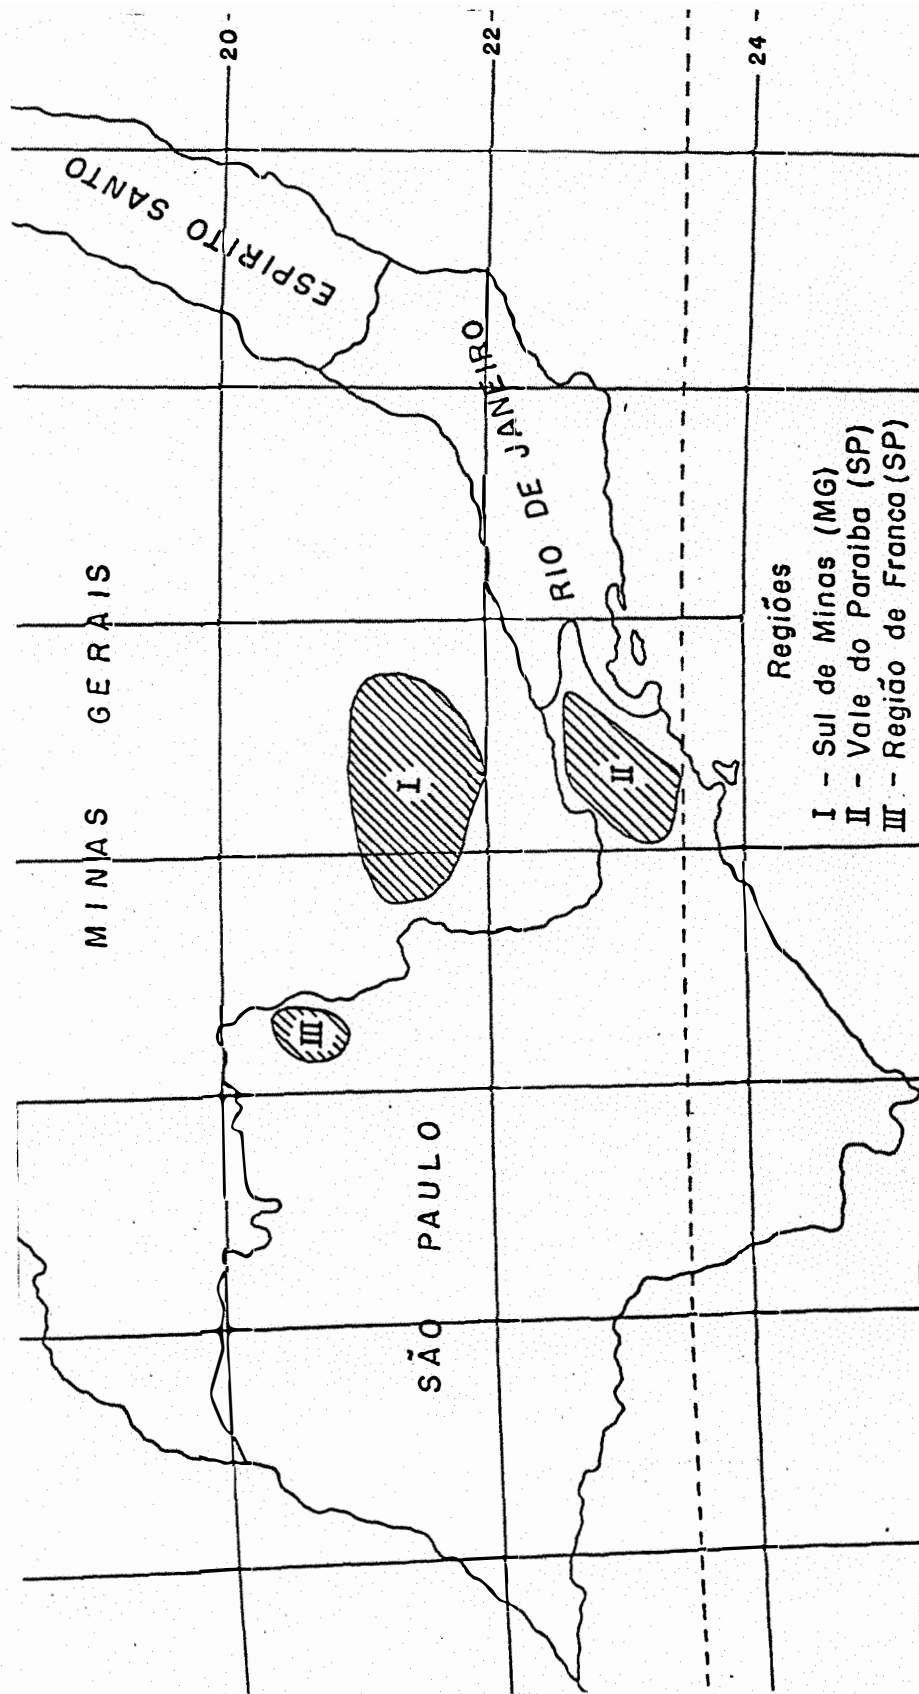 20-
22-
24-
ESPIRITO SANTO
MINAS GERAIS
RIO DE JANEIRO
SÃO PAULO
I
II
III
Regiões
I - Sul de Minas (MG)
II - Vale do Paraiba (SP)
III - Região de Franca (SP)